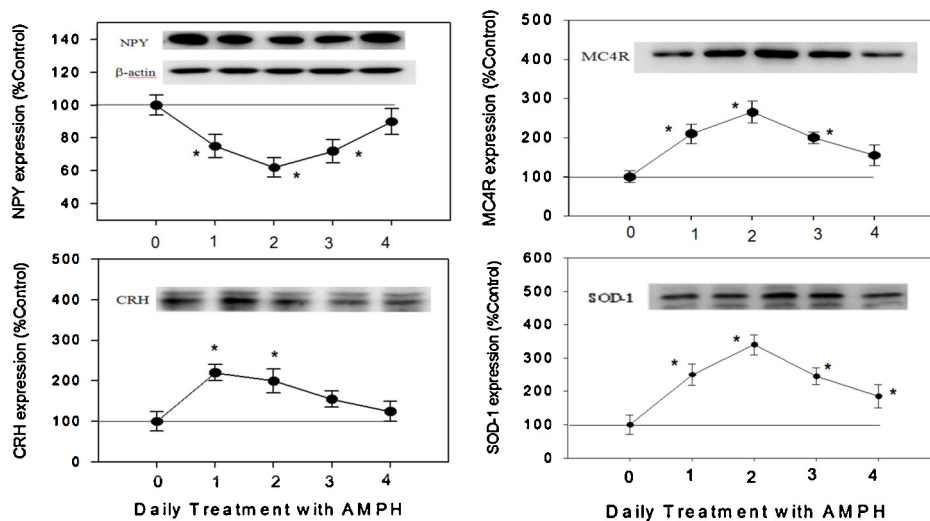 NPY expression (%Control)
140
120
100
80
60
40
NPY
β-actin
*
*
*
0 1 2 3 4
MC4R expression (%Control)
500
400
300
200
100
0
MC4R
*
*
*
0 1 2 3 4
CRH expression (%Control)
500
400
300
200
100
0
CRH
*
*
0 1 2 3 4
Daily Treatment with AMPH
SOD-1 expression (%Control)
600
500
400
300
200
100
0
SOD-1
*
*
*
*
0 1 2 3 4
Daily Treatment with AMPH